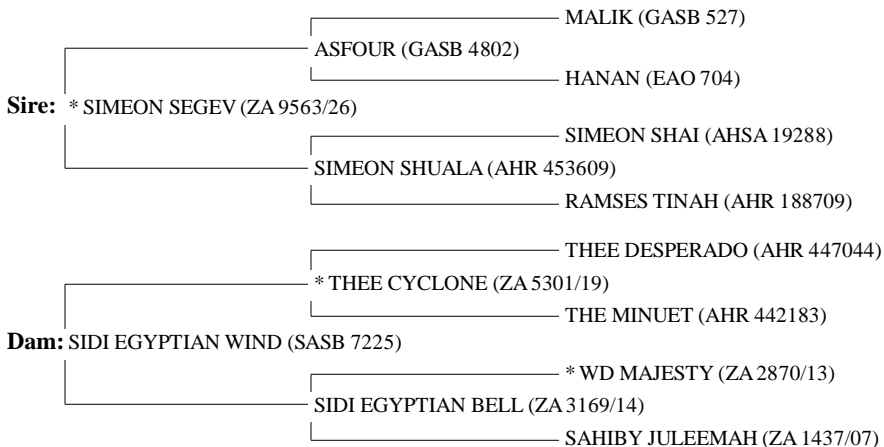 MALIK (GASB 527)
ASFOUR (GASB 4802)
HANAN (EAO 704)
Sire: * SIMEON SEGEV (ZA 9563/26)
SIMEON SHAI (AHSA 19288)
SIMEON SHUALA (AHR 453609)
RAMSES TINAH (AHR 188709)
THEE DESPERADO (AHR 447044)
* THEE CYCLONE (ZA 5301/19)
THE MINUET (AHR 442183)
Dam: SIDI EGYPTIAN WIND (SASB 7225)
* WD MAJESTY (ZA 2870/13)
SIDI EGYPTIAN BELL (ZA 3169/14)
SAHIBY JULEEMAH (ZA 1437/07)